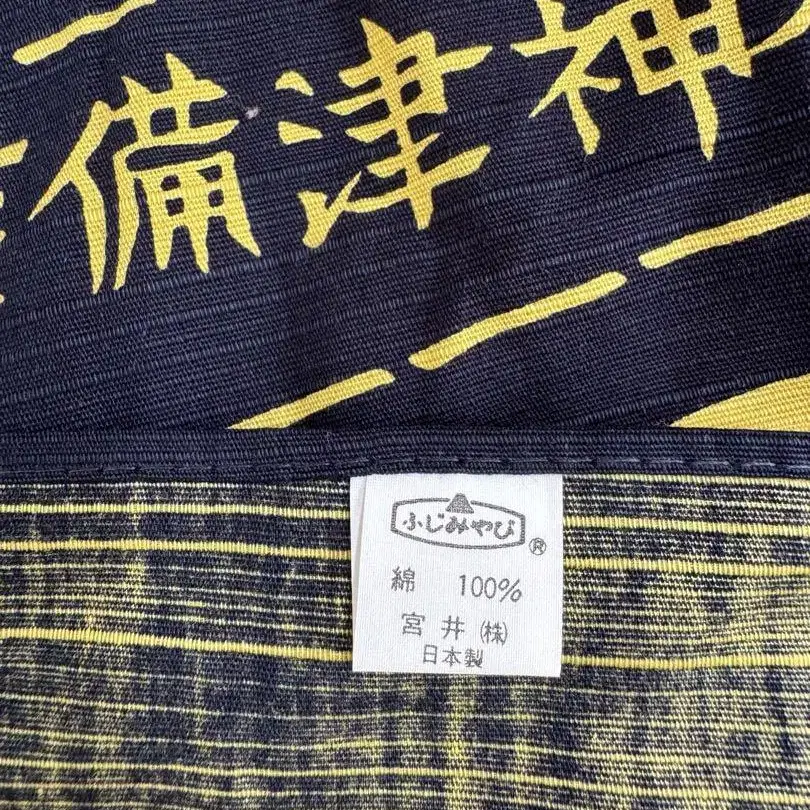 備津神
ふじみやび
®
綿 100%
宮井 (株)
日本製